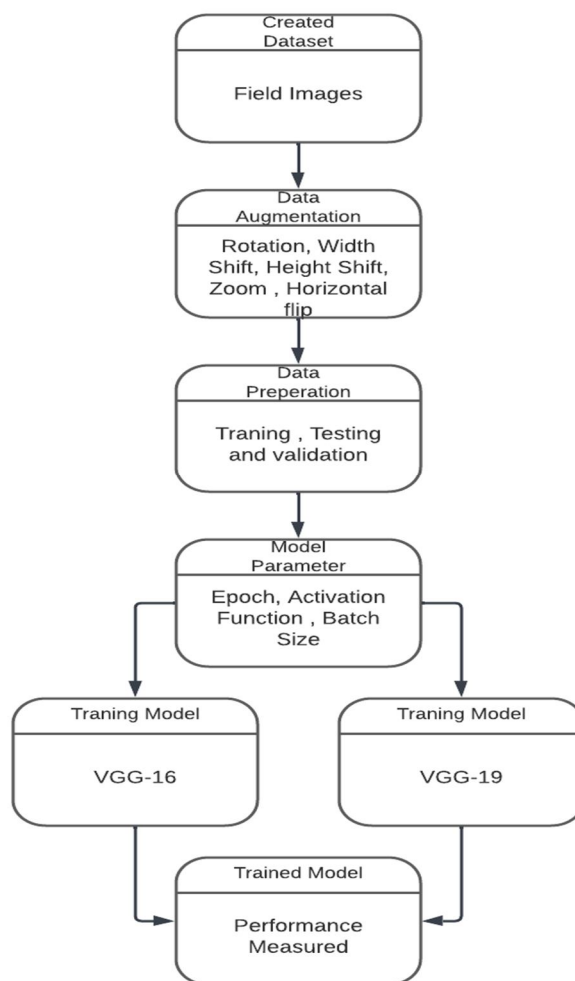 Created
Dataset
Field Images
Data
Augmentation
Rotation, Width
Shift, Height Shift,
Zoom , Horizontal
flip
Data
Preperation
Traning , Testing
and validation
Model
Parameter
Epoch, Activation
Function , Batch
Size
Traning Model
VGG-16
Traning Model
VGG-19
Trained Model
Performance
Measured